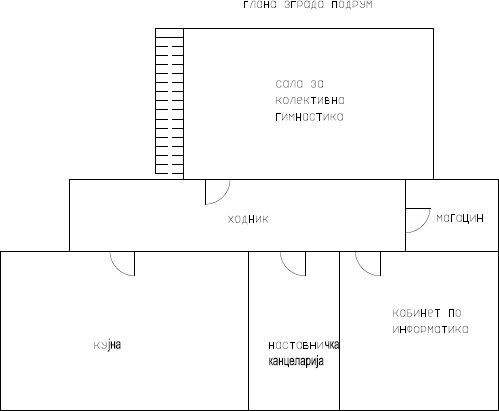 глана зграда подрум
сала за
колективна
гимнастика
ходник
магацин
кабинет по
информатика
кујна
наставничка
канцеларија